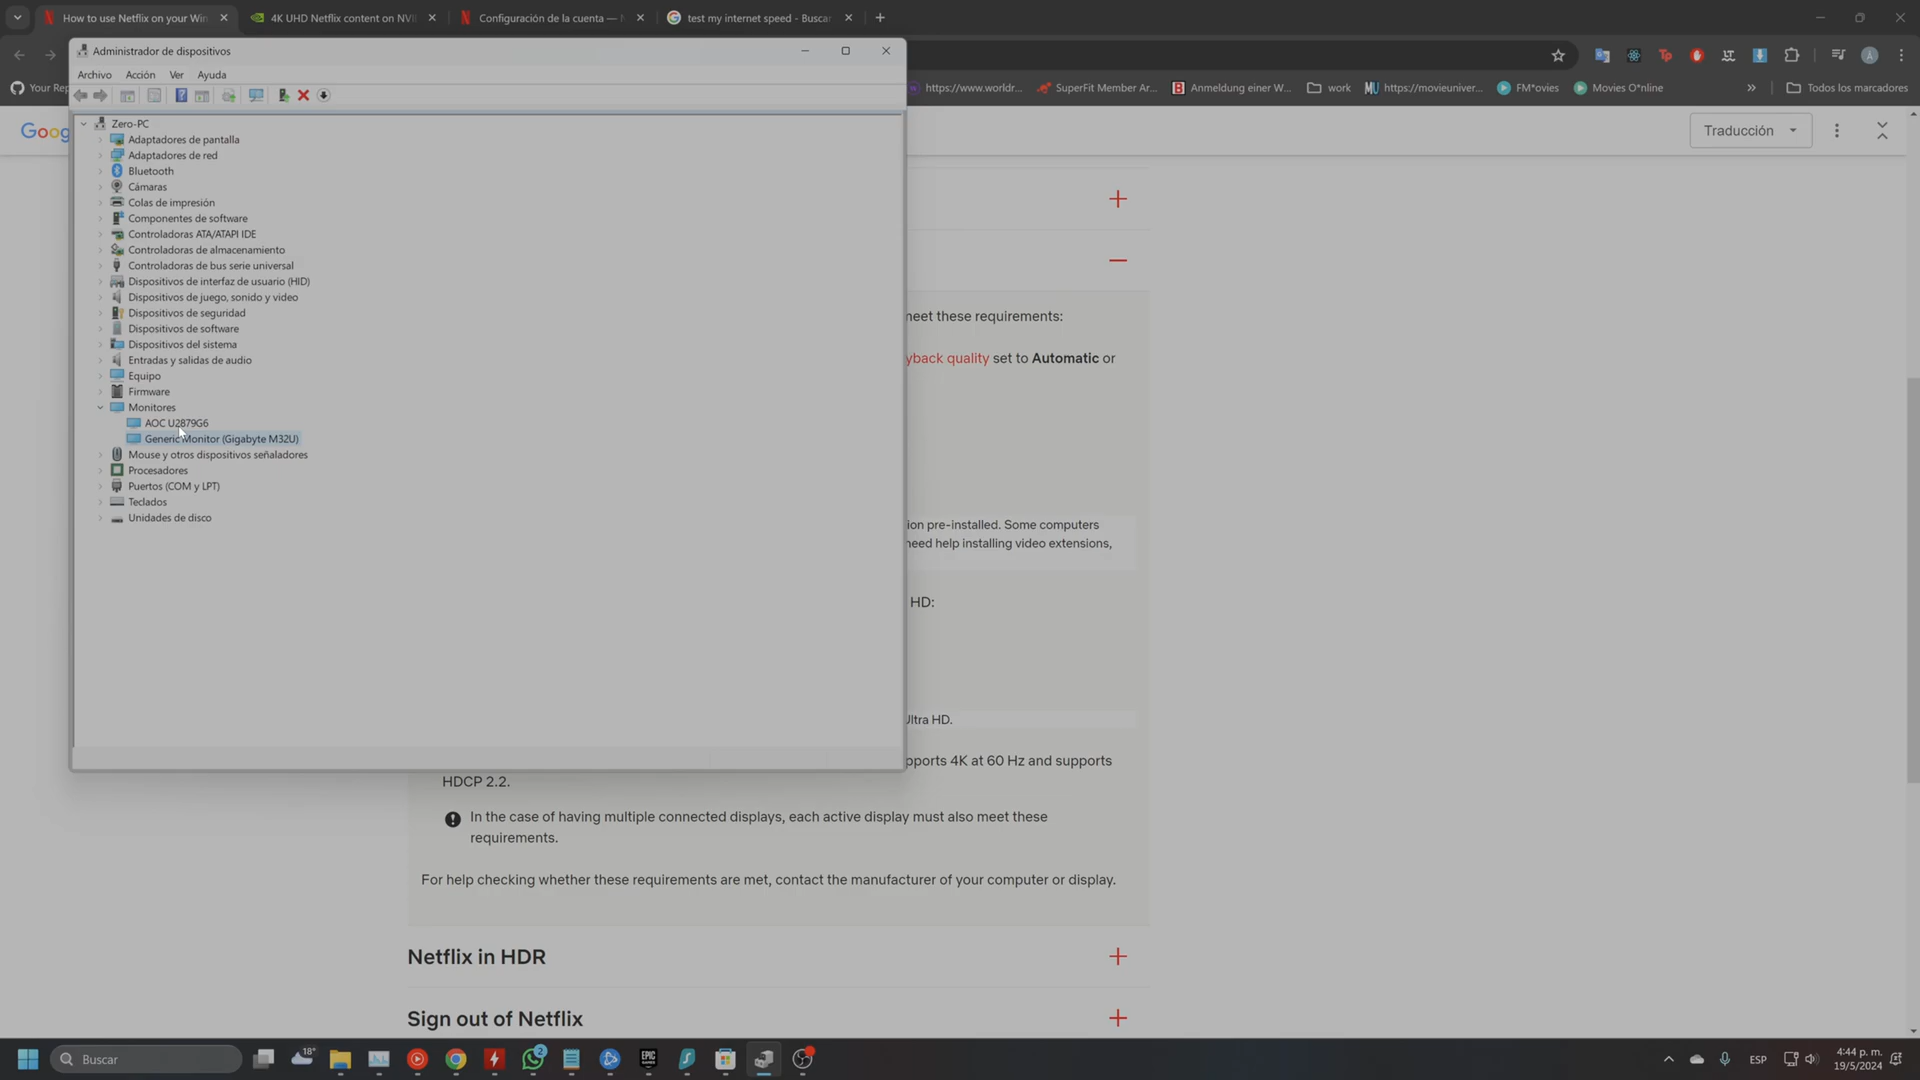 How to use Netflix on your Win
4K UHD Netflix content on NVI
Configuración de la cuenta — N
test my internet speed - Buscar
Administrador de dispositivos
Archivo Acción Ver Ayuda
Your Rep
https://www.worldr...
SuperFit Member Ar...
Anmeldung einer W...
work
https://movieuniver...
FM*ovies
Movies O*nline
Todos los marcadores
Goog
Traducción
Zero-PC
Adaptadores de pantalla
Adaptadores de red
Bluetooth
Cámaras
Colas de impresión
Componentes de software
Controladoras ATA/ATAPI IDE
Controladoras de almacenamiento
Controladoras de bus serie universal
Dispositivos de interfaz de usuario (HID)
Dispositivos de juego, sonido y video
Dispositivos de seguridad
Dispositivos de software
Dispositivos del sistema
Entradas y salidas de audio
Equipo
Firmware
Monitores
AOC U2879G6
Generic Monitor (Gigabyte M32U)
Mouse y otros dispositivos señaladores
Procesadores
Puertos (COM y LPT)
Teclados
Unidades de disco
meet these requirements:
yback quality set to Automatic or
ion pre-installed. Some computers
need help installing video extensions,
HD:
Ultra HD.
pports 4K at 60 Hz and supports
HDCP 2.2.
In the case of having multiple connected displays, each active display must also meet these
requirements.
For help checking whether these requirements are met, contact the manufacturer of your computer or display.
Netflix in HDR
Sign out of Netflix
Buscar
18°
2
EPIC
GAMES
ESP
4:44 p. m.
19/5/2024